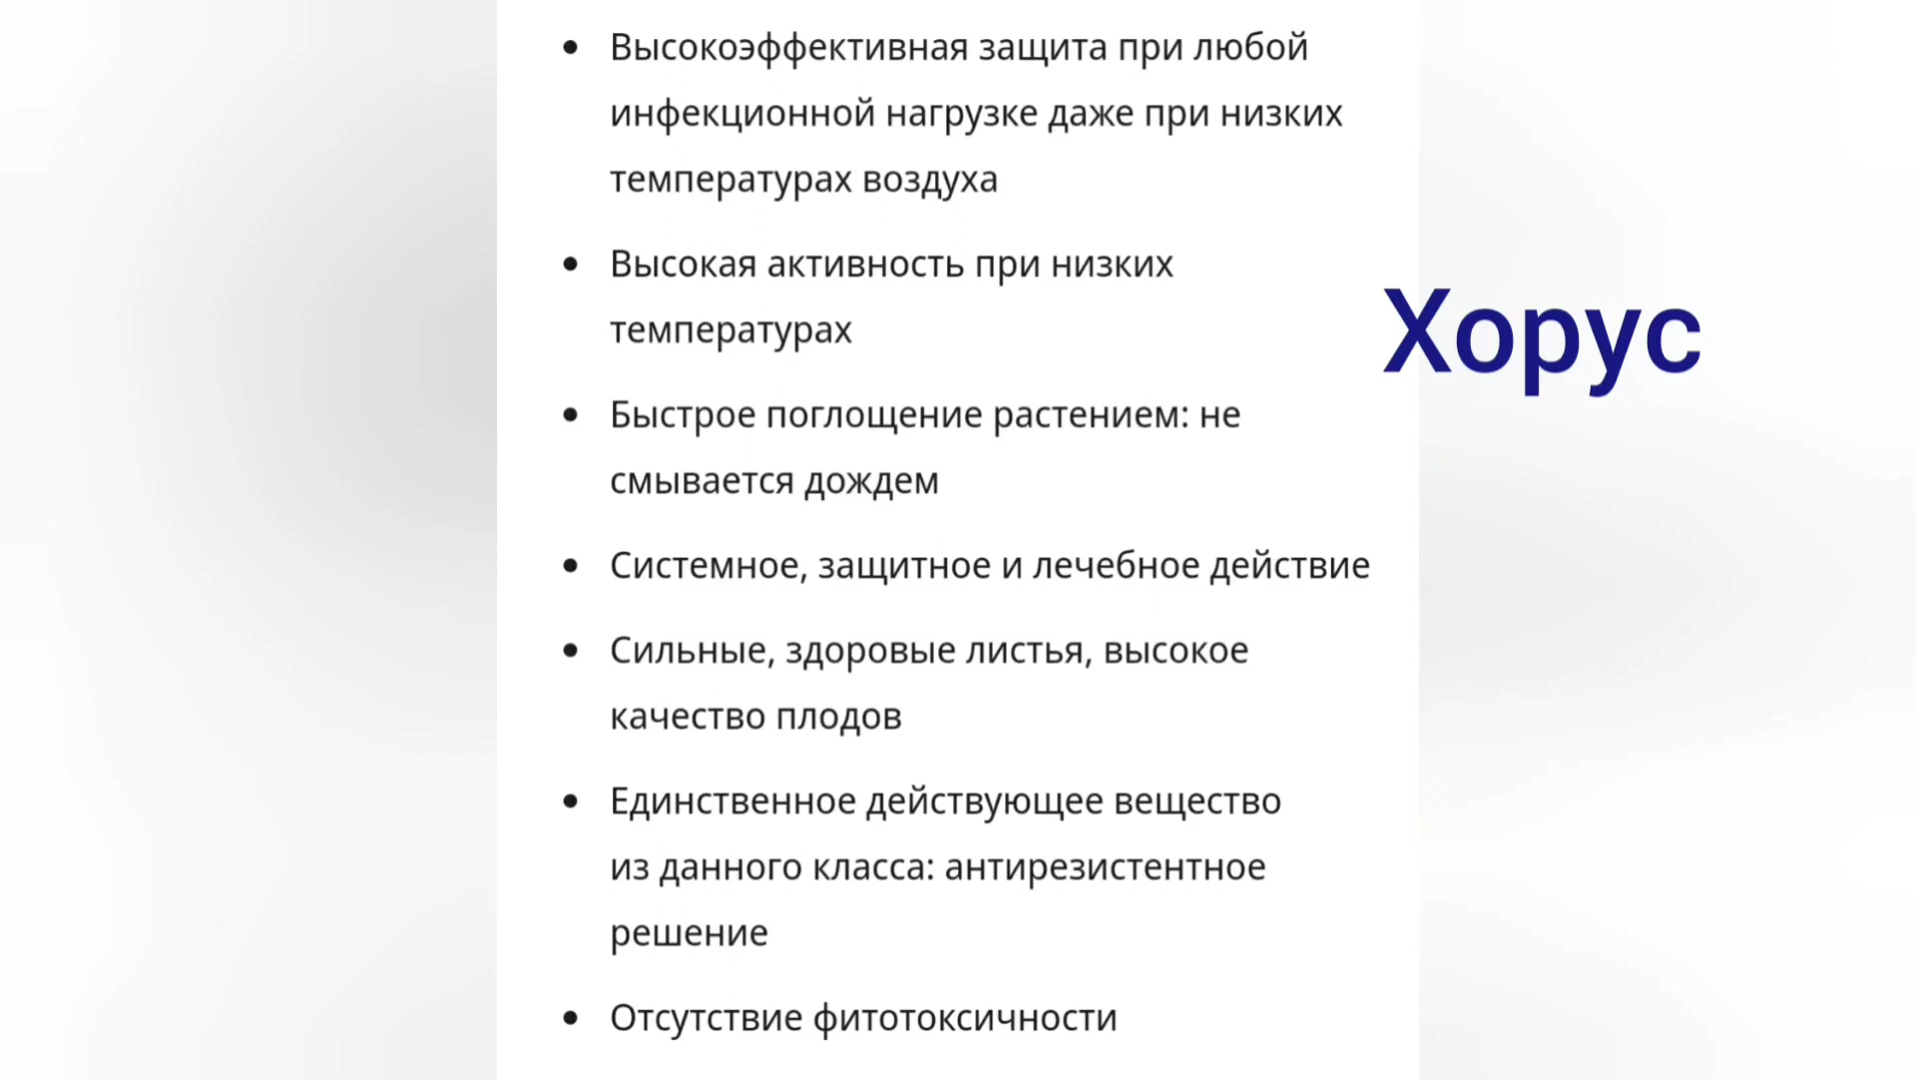 Высокоэффективная защита при любой
инфекционной нагрузке даже при низких
температурах воздуха
Высокая активность при низких
температурах
Быстрое поглощение растением: не
смывается дождем
Системное, защитное и лечебное действие
Сильные, здоровые листья, высокое
качество плодов
Единственное действующее вещество
из данного класса: антирезистентное
решение
Отсутствие фитотоксичности
Хорус